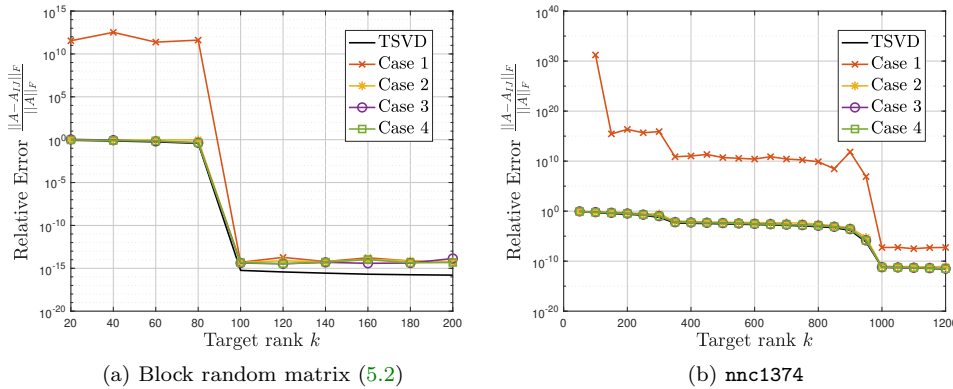 10^15
10^10
10^5
10^0
10^-5
10^-10
10^-15
10^-20
Relative Error ||A−A_{IJ}||_F / ||A||_F
20 40 60 80 100 120 140 160 180 200
Target rank k
TSVD
Case 1
Case 2
Case 3
Case 4
(a) Block random matrix (5.2)
10^40
10^30
10^20
10^10
10^0
10^-10
10^-20
Relative Error ||A−A_{IJ}||_F / ||A||_F
0 200 400 600 800 1000 1200
Target rank k
TSVD
Case 1
Case 2
Case 3
Case 4
(b) nnc1374